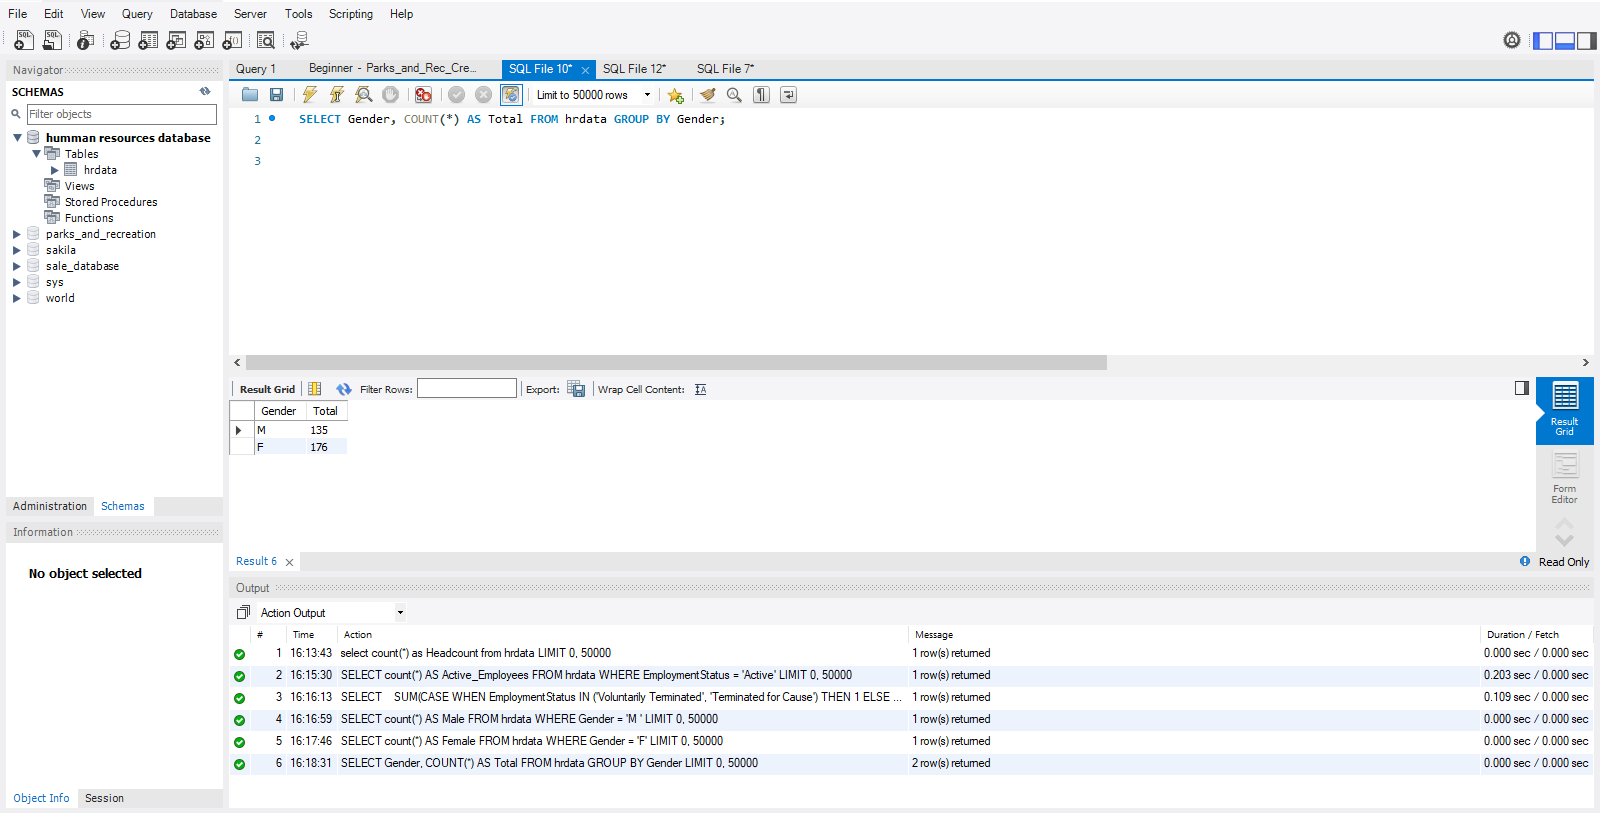 File Edit View Query Database Server Tools Scripting Help
Navigator
SCHEMAS
Filter objects
humman resources database
Tables
hrdata
Views
Stored Procedures
Functions
parks_and_recreation
sakila
sale_database
sys
world
Administration Schemas
Information
No object selected
Object Info Session
Query 1 Beginner - Parks_and_Rec_Cre... SQL File 10* SQL File 12* SQL File 7*
Limit to 50000 rows
1 SELECT Gender, COUNT(*) AS Total FROM hrdata GROUP BY Gender;
2
3
Result Grid Filter Rows: Export: Wrap Cell Content:
Gender Total
M 135
F 176
Result
Grid
Form
Editor
Result 6 Read Only
Output
Action Output
# Time Action Message Duration / Fetch
1 16:13:43 select count(*) as Headcount from hrdata LIMIT 0, 50000 1 row(s) returned 0.000 sec / 0.000 sec
2 16:15:30 SELECT count(*) AS Active_Employees FROM hrdata WHERE EmploymentStatus = 'Active' LIMIT 0, 50000 1 row(s) returned 0.203 sec / 0.000 sec
3 16:16:13 SELECT SUM(CASE WHEN EmploymentStatus IN ('Voluntarily Terminated', 'Terminated for Cause') THEN 1 ELSE ... 1 row(s) returned 0.109 sec / 0.000 sec
4 16:16:59 SELECT count(*) AS Male FROM hrdata WHERE Gender = 'M ' LIMIT 0, 50000 1 row(s) returned 0.000 sec / 0.000 sec
5 16:17:46 SELECT count(*) AS Female FROM hrdata WHERE Gender = 'F' LIMIT 0, 50000 1 row(s) returned 0.000 sec / 0.000 sec
6 16:18:31 SELECT Gender, COUNT(*) AS Total FROM hrdata GROUP BY Gender LIMIT 0, 50000 2 row(s) returned 0.000 sec / 0.000 sec